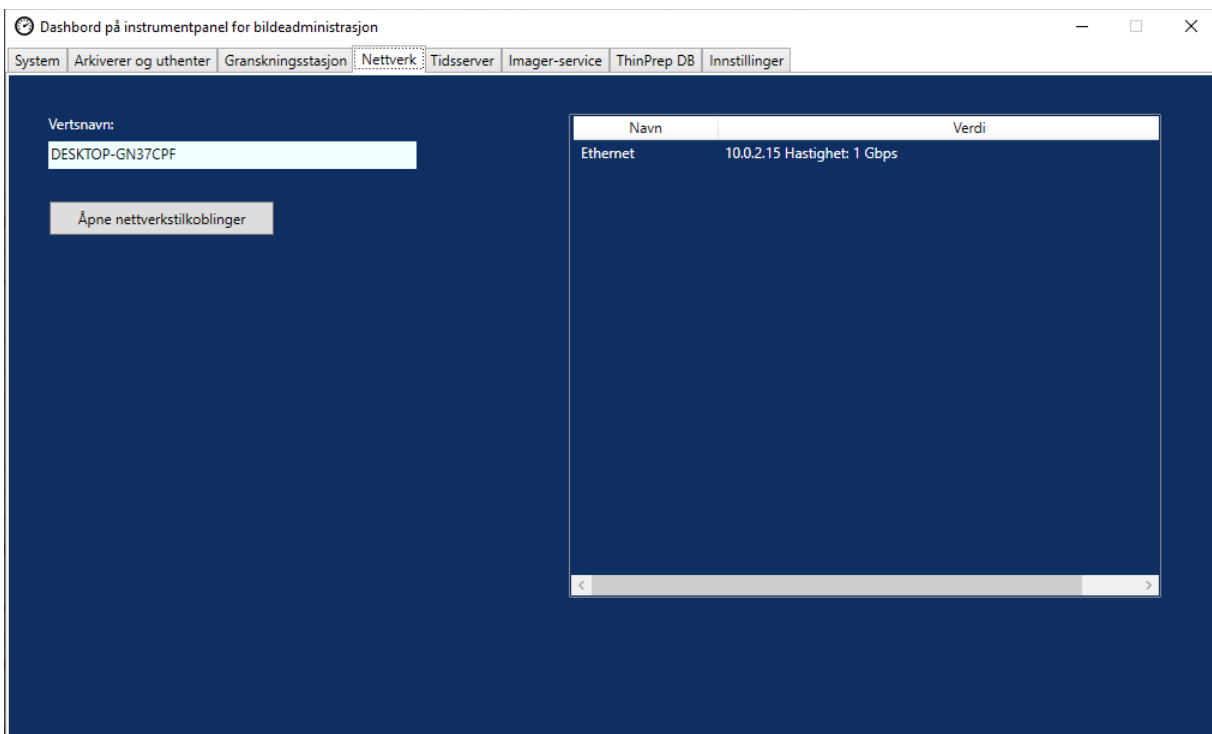 Dashbord på instrumentpanel for bildeadministrasjon
System Arkiverer og uthenter Granskningsstasjon Nettverk Tidsserver Imager-service ThinPrep DB Innstillinger
Vertsnavn:
DESKTOP-GN37CPF
Åpne nettverkstilkoblinger
Navn Verdi
Ethernet 10.0.2.15 Hastighet: 1 Gbps